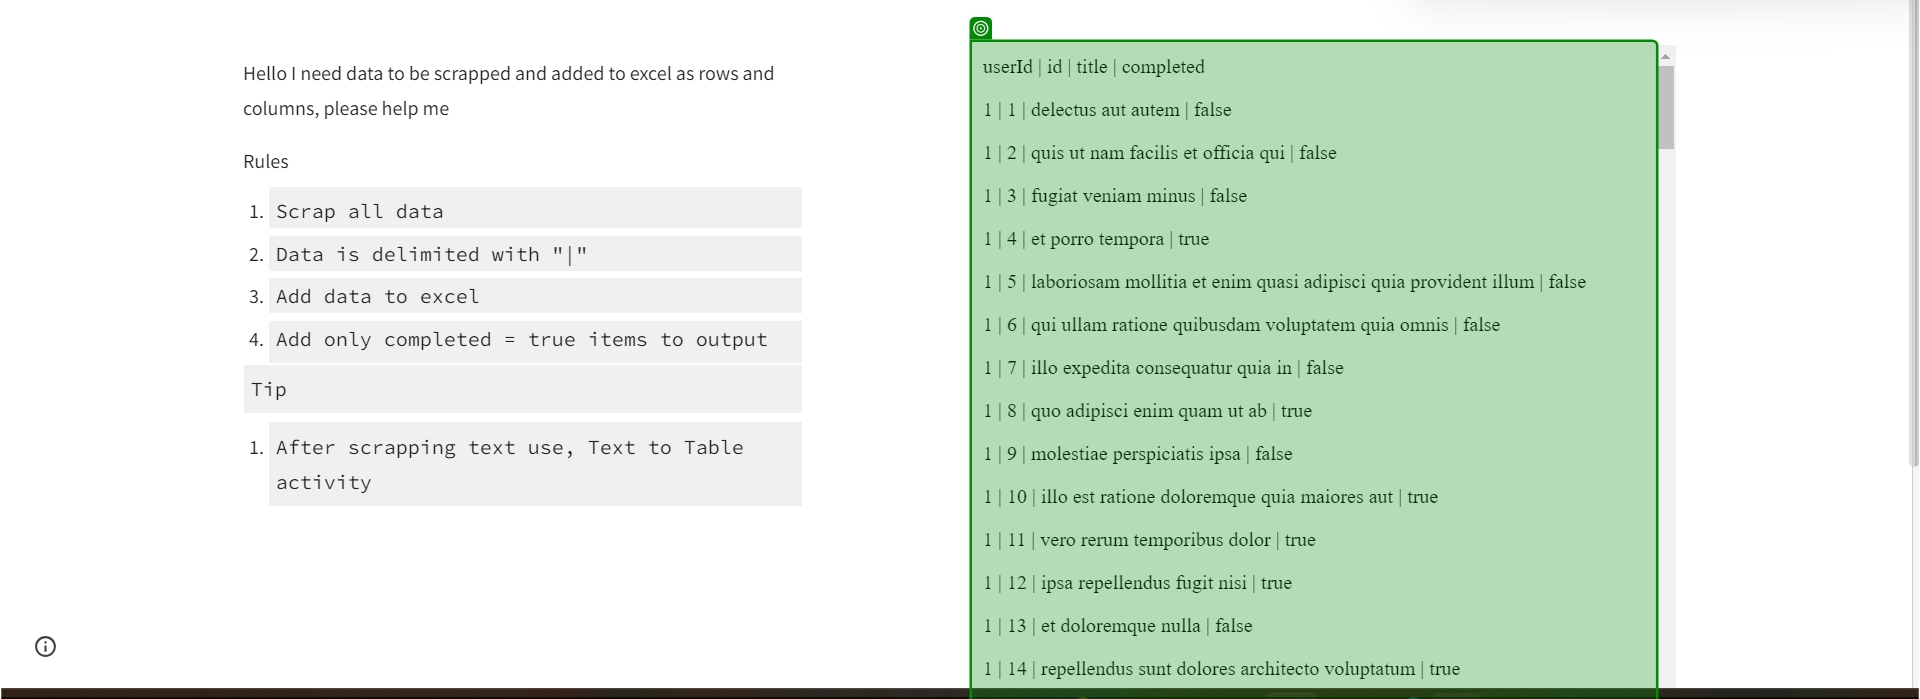 Hello I need data to be scrapped and added to excel as rows and
columns, please help me
Rules
1. Scrap all data
2. Data is delimited with "|"
3. Add data to excel
4. Add only completed = true items to output
Tip
1. After scrapping text use, Text to Table
activity
userId | id | title | completed
1 | 1 | delectus aut autem | false
1 | 2 | quis ut nam facilis et officia qui | false
1 | 3 | fugiat veniam minus | false
1 | 4 | et porro tempora | true
1 | 5 | laboriosam mollitia et enim quasi adipisci quia provident illum | false
1 | 6 | qui ullam ratione quibusdam voluptatem quia omnis | false
1 | 7 | illo expedita consequatur quia in | false
1 | 8 | quo adipisci enim quam ut ab | true
1 | 9 | molestiae perspiciatis ipsa | false
1 | 10 | illo est ratione doloremque quia maiores aut | true
1 | 11 | vero rerum temporibus dolor | true
1 | 12 | ipsa repellendus fugit nisi | true
1 | 13 | et doloremque nulla | false
1 | 14 | repellendus sunt dolores architecto voluptatum | true